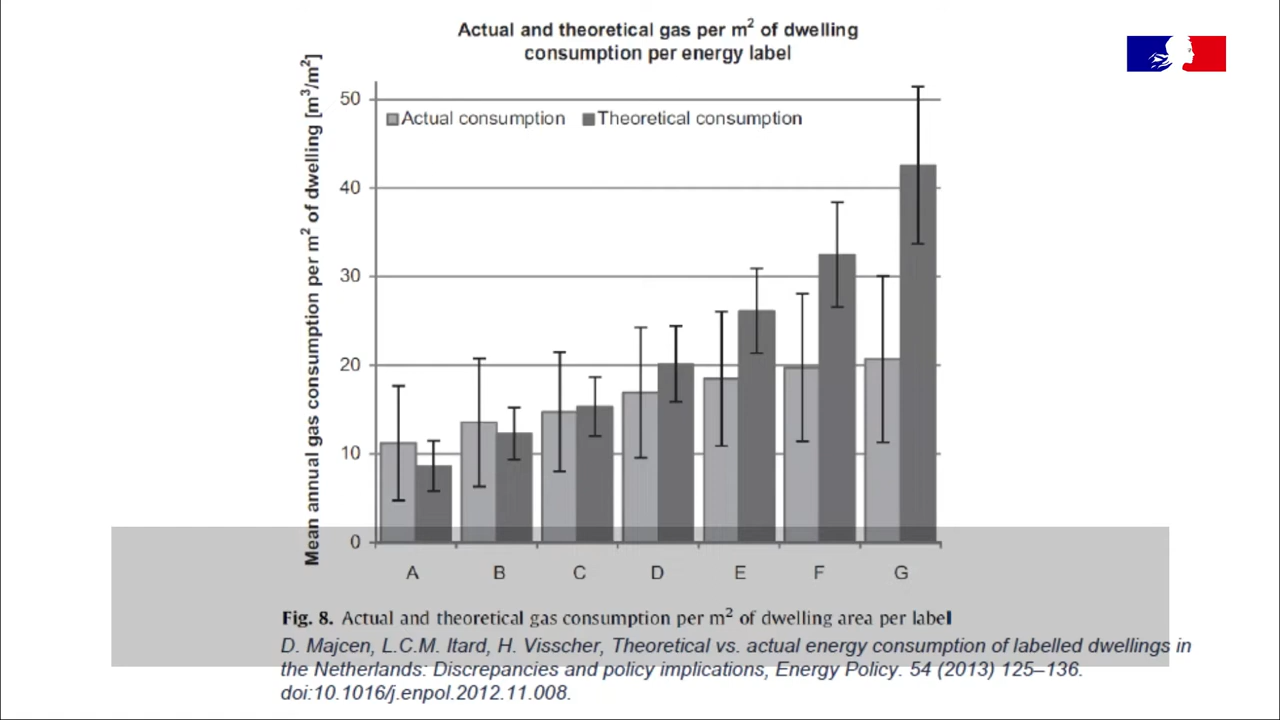 Actual and theoretical gas per m² of dwelling
consumption per energy label
Mean annual gas consumption per m² of dwelling [m³/m²]
50
Actual consumption
Theoretical consumption
40
30
20
10
0
A
B
C
D
E
F
G
Fig. 8. Actual and theoretical gas consumption per m² of dwelling area per label
D. Majcen, L.C.M. Itard, H. Visscher, Theoretical vs. actual energy consumption of labelled dwellings in
the Netherlands: Discrepancies and policy implications, Energy Policy. 54 (2013) 125–136.
doi:10.1016/j.enpol.2012.11.008.